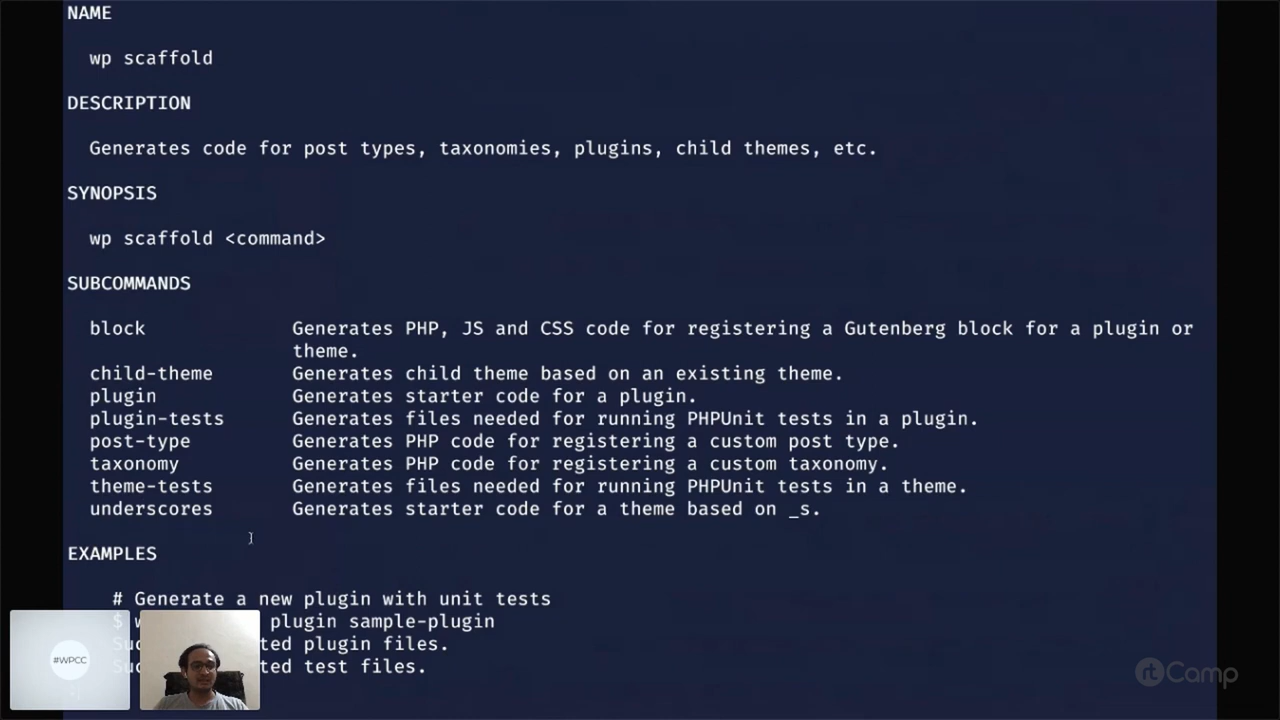 NAME
wp scaffold
DESCRIPTION
Generates code for post types, taxonomies, plugins, child themes, etc.
SYNOPSIS
wp scaffold <command>
SUBCOMMANDS
block Generates PHP, JS and CSS code for registering a Gutenberg block for a plugin or
theme.
child-theme Generates child theme based on an existing theme.
plugin Generates starter code for a plugin.
plugin-tests Generates files needed for running PHPUnit tests in a plugin.
post-type Generates PHP code for registering a custom post type.
taxonomy Generates PHP code for registering a custom taxonomy.
theme-tests Generates files needed for running PHPUnit tests in a theme.
underscores Generates starter code for a theme based on _s.
EXAMPLES
# Generate a new plugin with unit tests
$ plugin sample-plugin
ted plugin files.
ted test files.
#WPCC
rtCamp